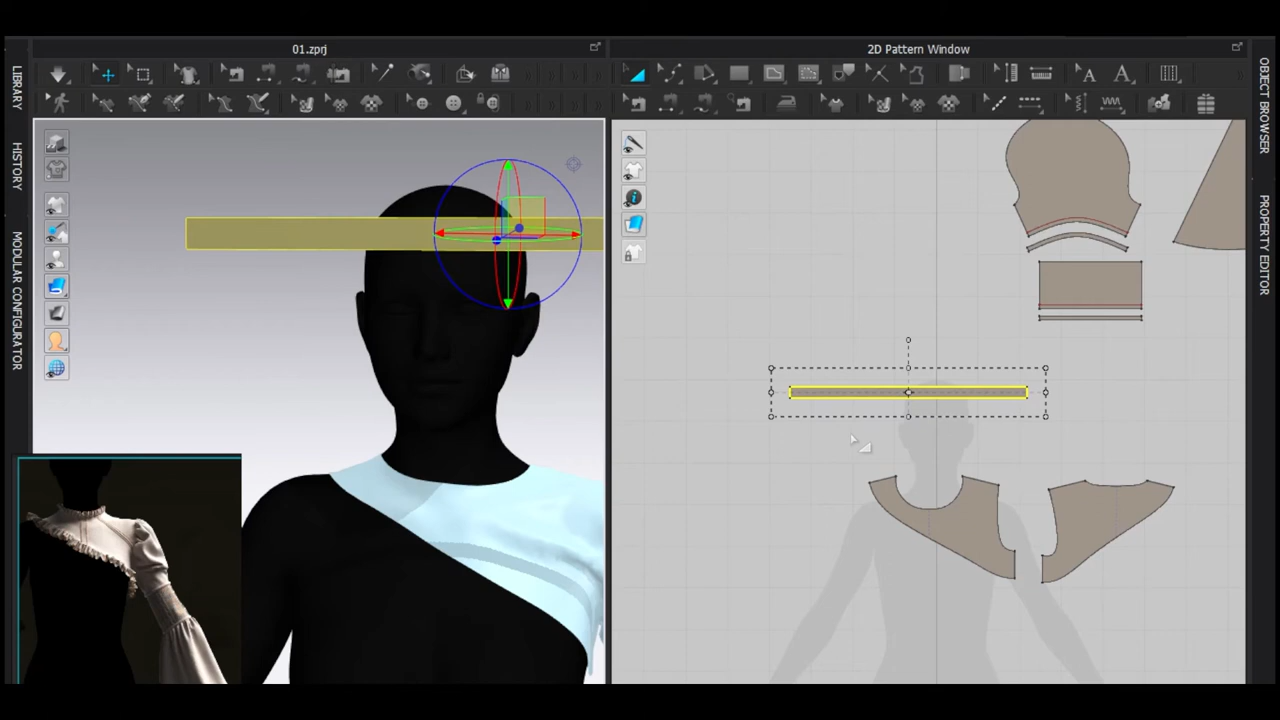 01.zprj
2D Pattern Window
LIBRARY
HISTORY
MODULAR CONFIGURATOR
OBJECT BROWSER
PROPERTY EDITOR